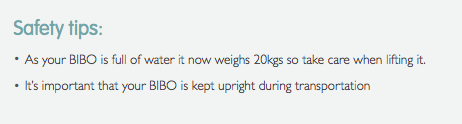 Safety tips:
• As your BIBO is full of water it now weighs 20kgs so take care when lifting it.
• It's important that your BIBO is kept upright during transportation